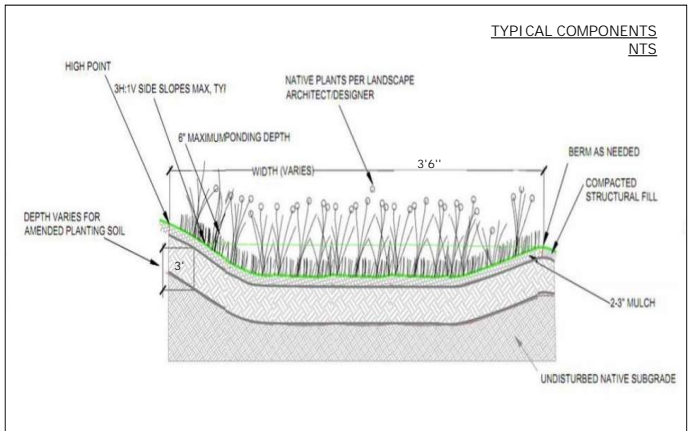 TYPICAL COMPONENTS
NTS
HIGH POINT
3H:1V SIDE SLOPES MAX, TYP
NATIVE PLANTS PER LANDSCAPE
ARCHITECT/DESIGNER
6" MAXIMUMPONDING DEPTH
WIDTH (VARIES)
3'6''
BERM AS NEEDED
COMPACTED
STRUCTURAL FILL
DEPTH VARIES FOR
AMENDED PLANTING SOIL
3'
2-3" MULCH
UNDISTURBED NATIVE SUBGRADE